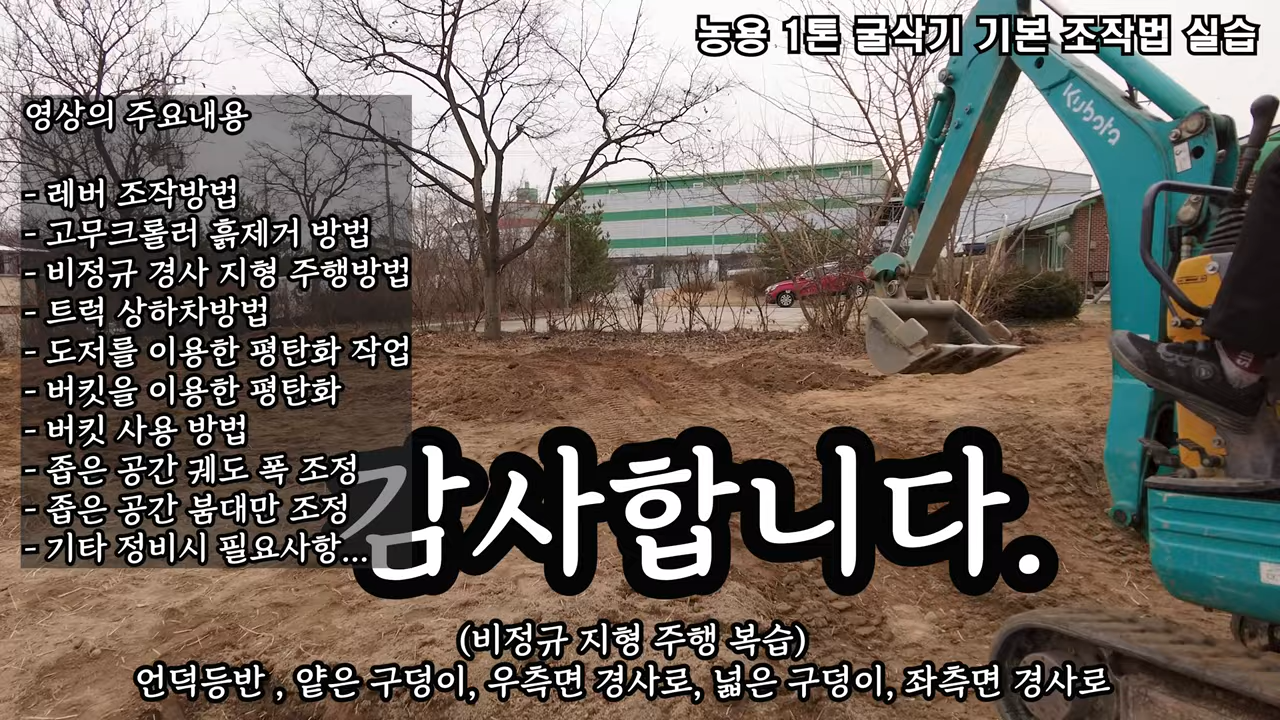 농용 1톤 굴삭기 기본 조작법 실습
Kubota
영상의 주요내용
- 레버 조작방법
- 고무크롤러 흙제거 방법
- 비정규 경사 지형 주행방법
- 트럭 상하차방법
- 도저를 이용한 평탄화 작업
- 버킷을 이용한 평탄화
- 버킷 사용 방법
- 좁은 공간 궤도 폭 조정
- 좁은 공간 붐대만 조정
- 기타 정비시 필요사항...
감사합니다.
(비정규 지형 주행 복습)
언덕등반 , 얕은 구덩이, 우측면 경사로, 넓은 구덩이, 좌측면 경사로